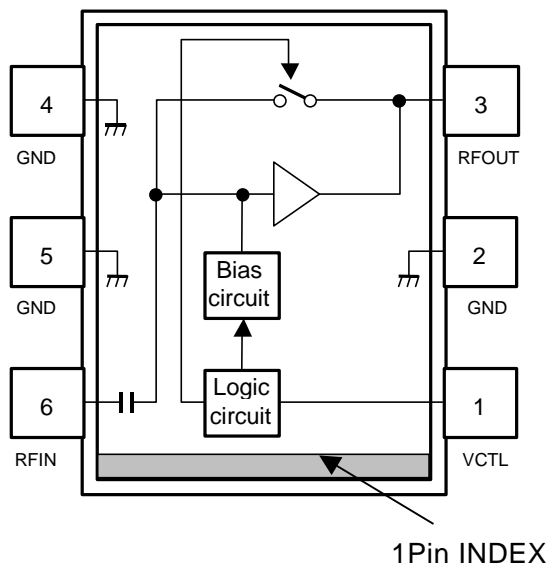 4
GND
3
RFOUT
5
GND
Bias
circuit
2
GND
6
RFIN
Logic
circuit
1
VCTL
1Pin INDEX